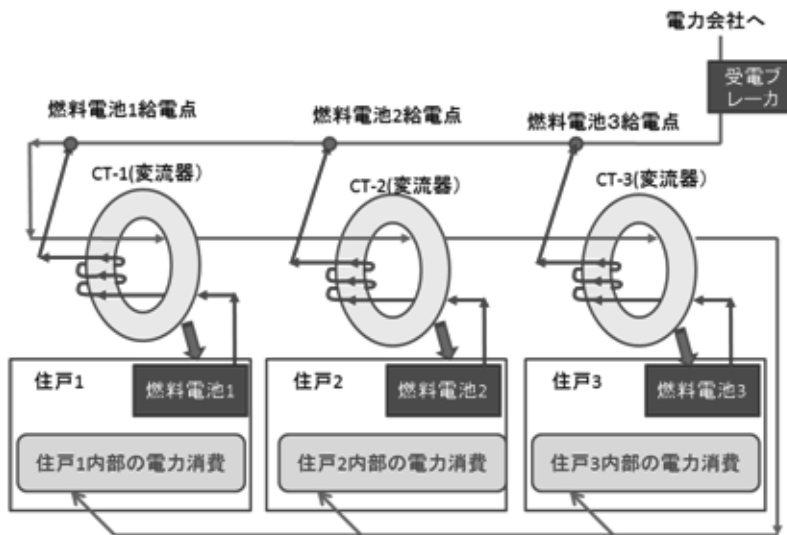 電力会社へ
受電ブ
レーカ
燃料電池1給電点
燃料電池2給電点
燃料電池3給電点
CT-1(変流器)
CT-2(変流器)
CT-3(変流器)
住戸1
燃料電池1
住戸2
燃料電池2
住戸3
燃料電池3
住戸1内部の電力消費
住戸2内部の電力消費
住戸3内部の電力消費